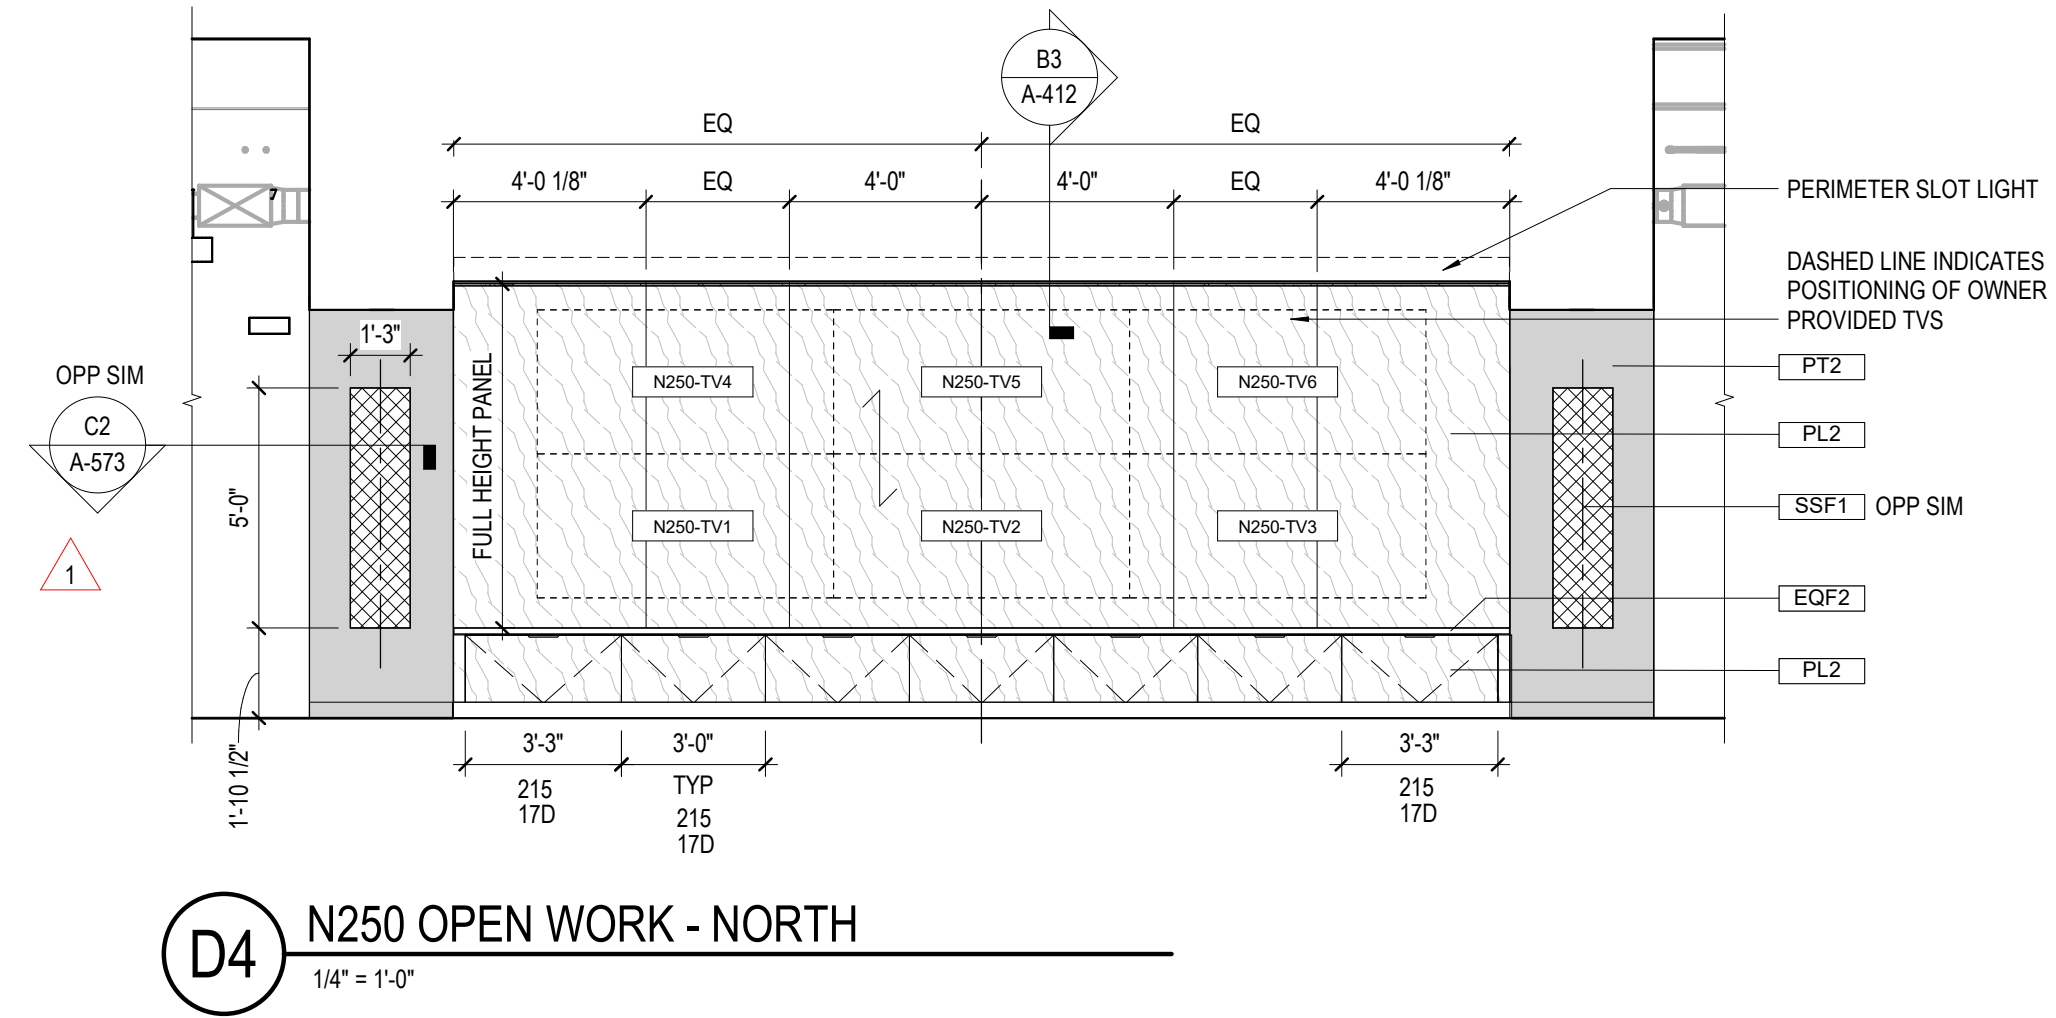 B3
A-412
EQ
EQ
4'-0 1/8"
EQ
4'-0"
4'-0"
EQ
4'-0 1/8"
PERIMETER SLOT LIGHT
DASHED LINE INDICATES
POSITIONING OF OWNER
PROVIDED TVS
7
1'-3"
OPP SIM
C2
A-573
1
5'-0"
1'-10 1/2"
FULL HEIGHT PANEL
N250-TV4
N250-TV5
N250-TV6
N250-TV1
N250-TV2
N250-TV3
PT2
PL2
SSF1 OPP SIM
EQF2
PL2
3'-3"
215
17D
3'-0"
TYP
215
17D
3'-3"
215
17D
D4
N250 OPEN WORK - NORTH
1/4" = 1'-0"